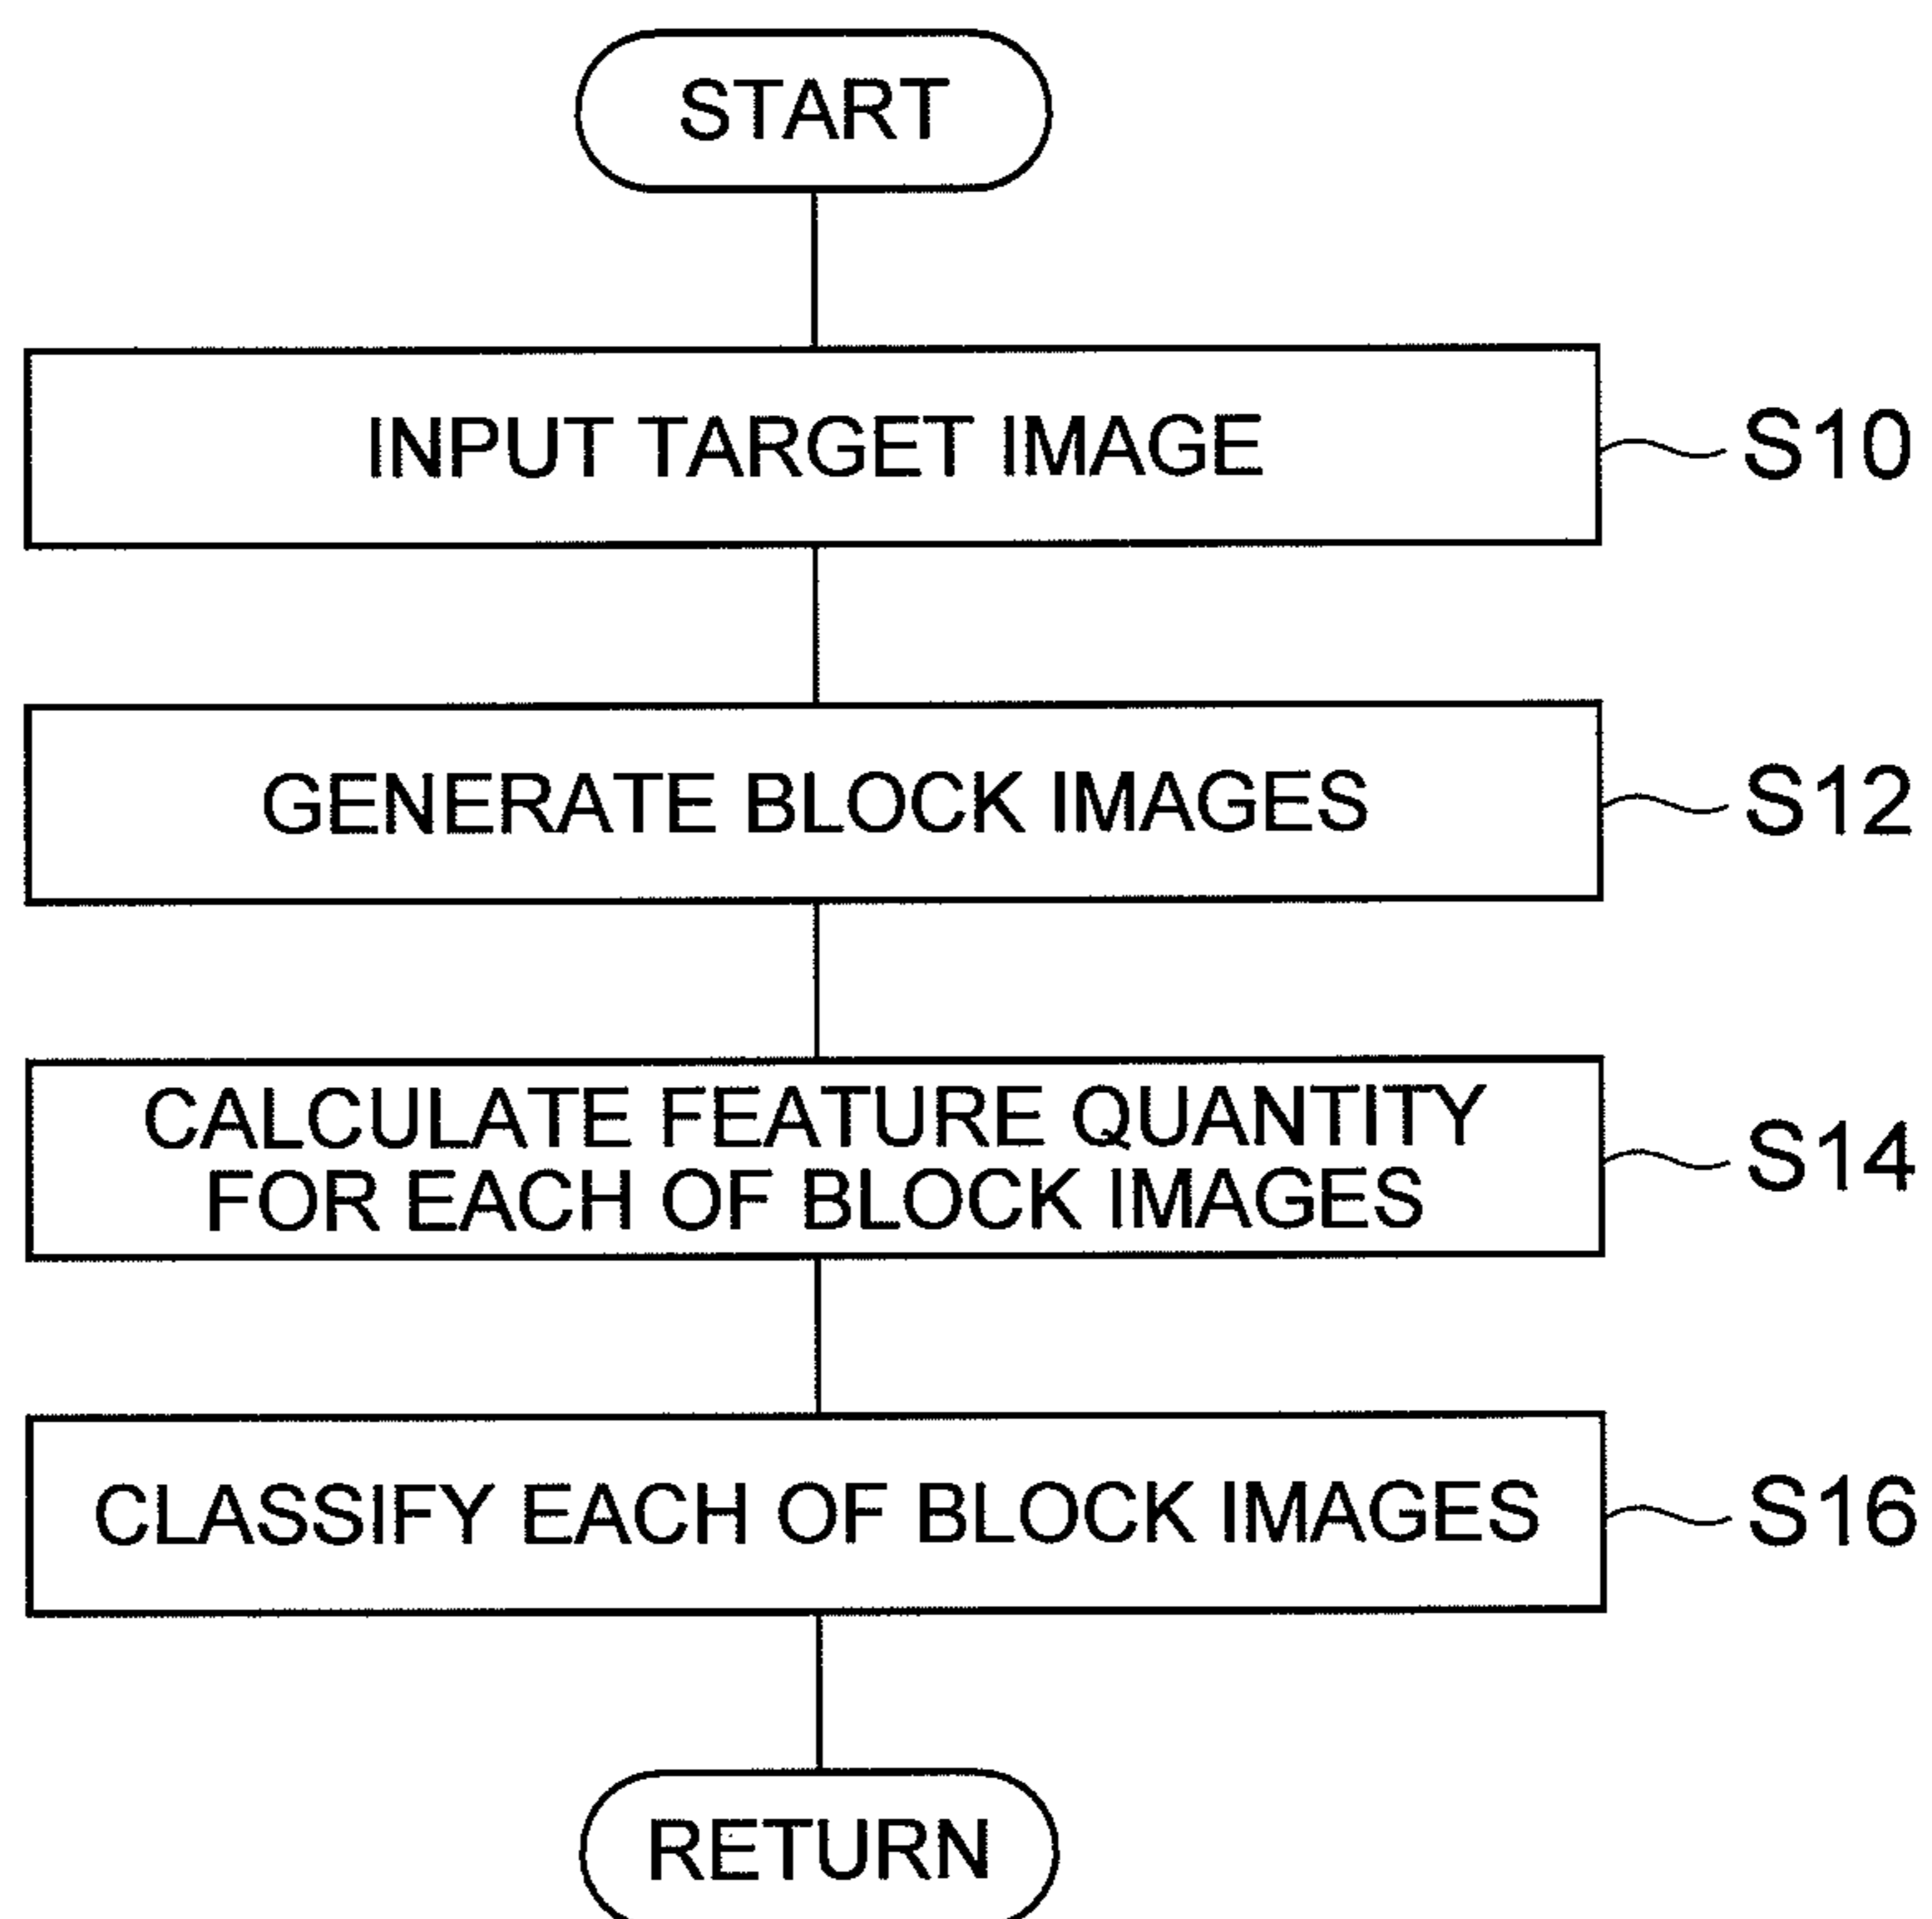 START
INPUT TARGET IMAGE
S10
GENERATE BLOCK IMAGES
S12
CALCULATE FEATURE QUANTITY
FOR EACH OF BLOCK IMAGES
S14
CLASSIFY EACH OF BLOCK IMAGES
S16
RETURN